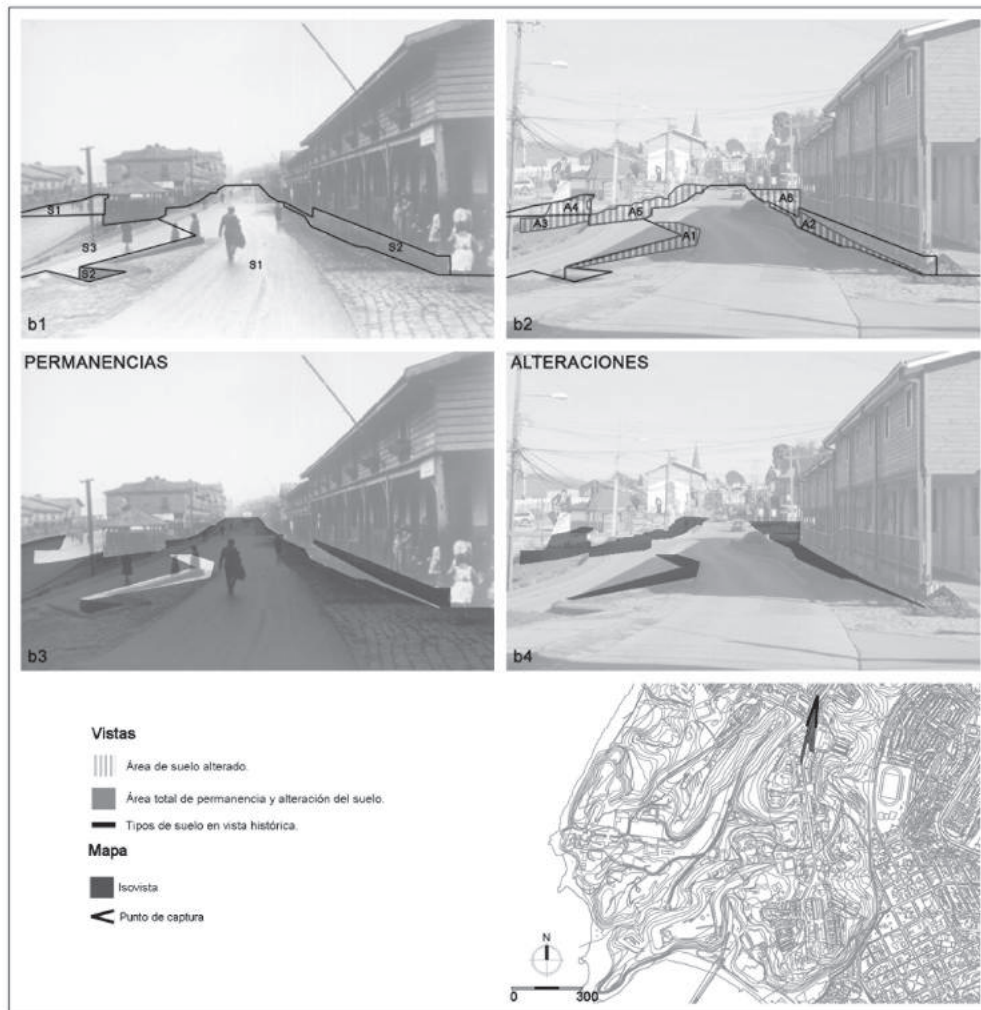 S1
S3
S2
S1
S2
b1
A4
A3
A5
A1
A6
A2
b2
PERMANENCIAS
b3
ALTERACIONES
b4
Vistas
Área de suelo alterado.
Área total de permanencia y alteración del suelo.
Tipos de suelo en vista histórica.
Mapa
Isovista
Punto de captura
N
0 300